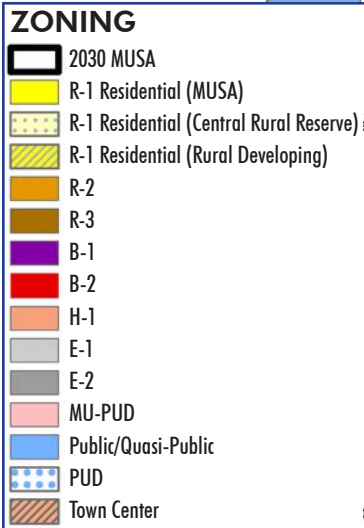 ZONING
2030 MUSA
R-1 Residential (MUSA)
R-1 Residential (Central Rural Reserve)
R-1 Residential (Rural Developing)
R-2
R-3
B-1
B-2
H-1
E-1
E-2
MU-PUD
Public/Quasi-Public
PUD
Town Center